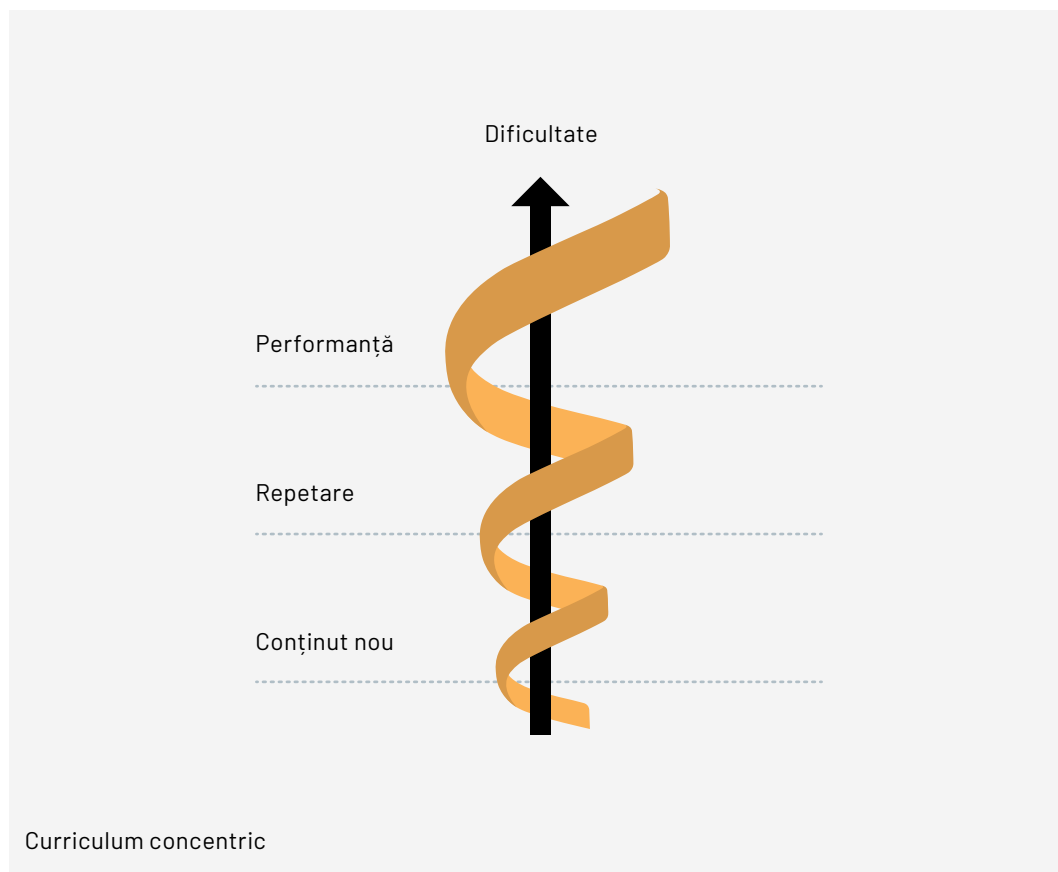 Dificultate
Performanță
Repetare
Conținut nou
Curriculum concentric